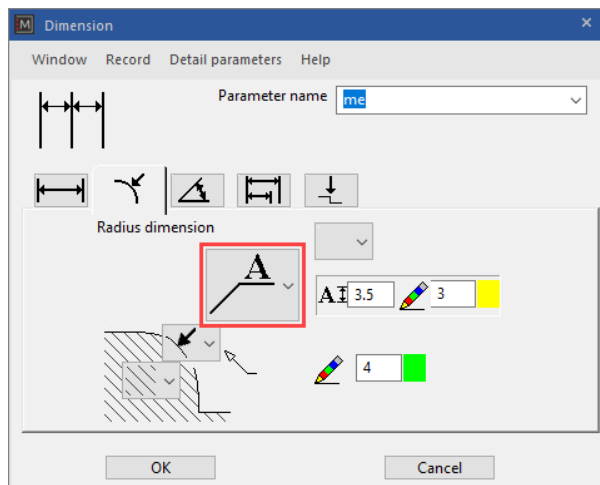 M Dimension
Window Record Detail parameters Help
Parameter name me
Radius dimension
A
A 3.5 3
4
OK Cancel